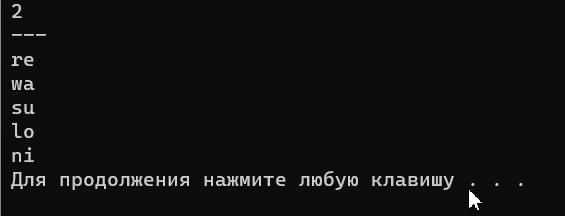 2
———
re
wa
su
lo
ni
Для продолжения нажмите любую клавишу . . .